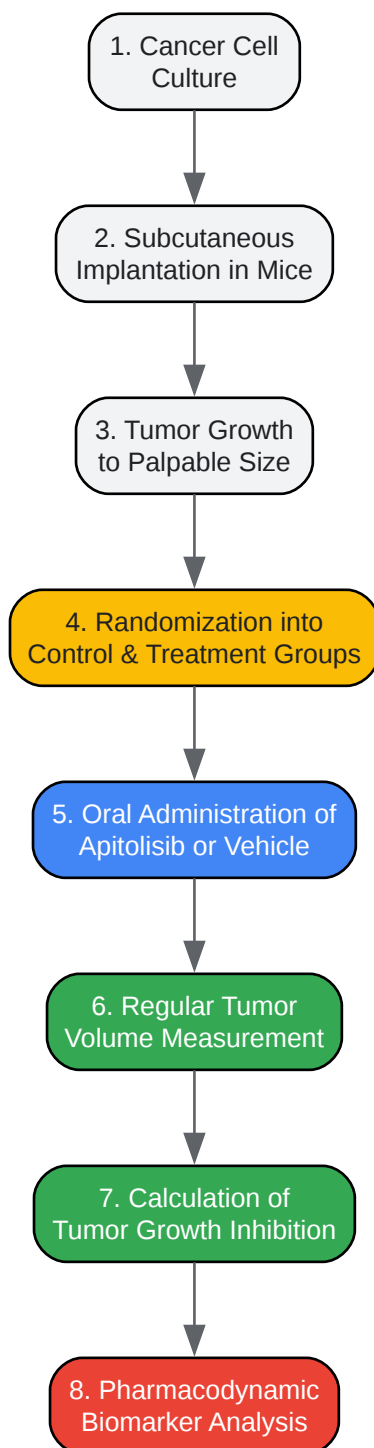 1. Cancer Cell
Culture
2. Subcutaneous
Implantation in Mice
3. Tumor Growth
to Palpable Size
4. Randomization into
Control & Treatment Groups
5. Oral Administration of
Apitolisib or Vehicle
6. Regular Tumor
Volume Measurement
7. Calculation of
Tumor Growth Inhibition
8. Pharmacodynamic
Biomarker Analysis